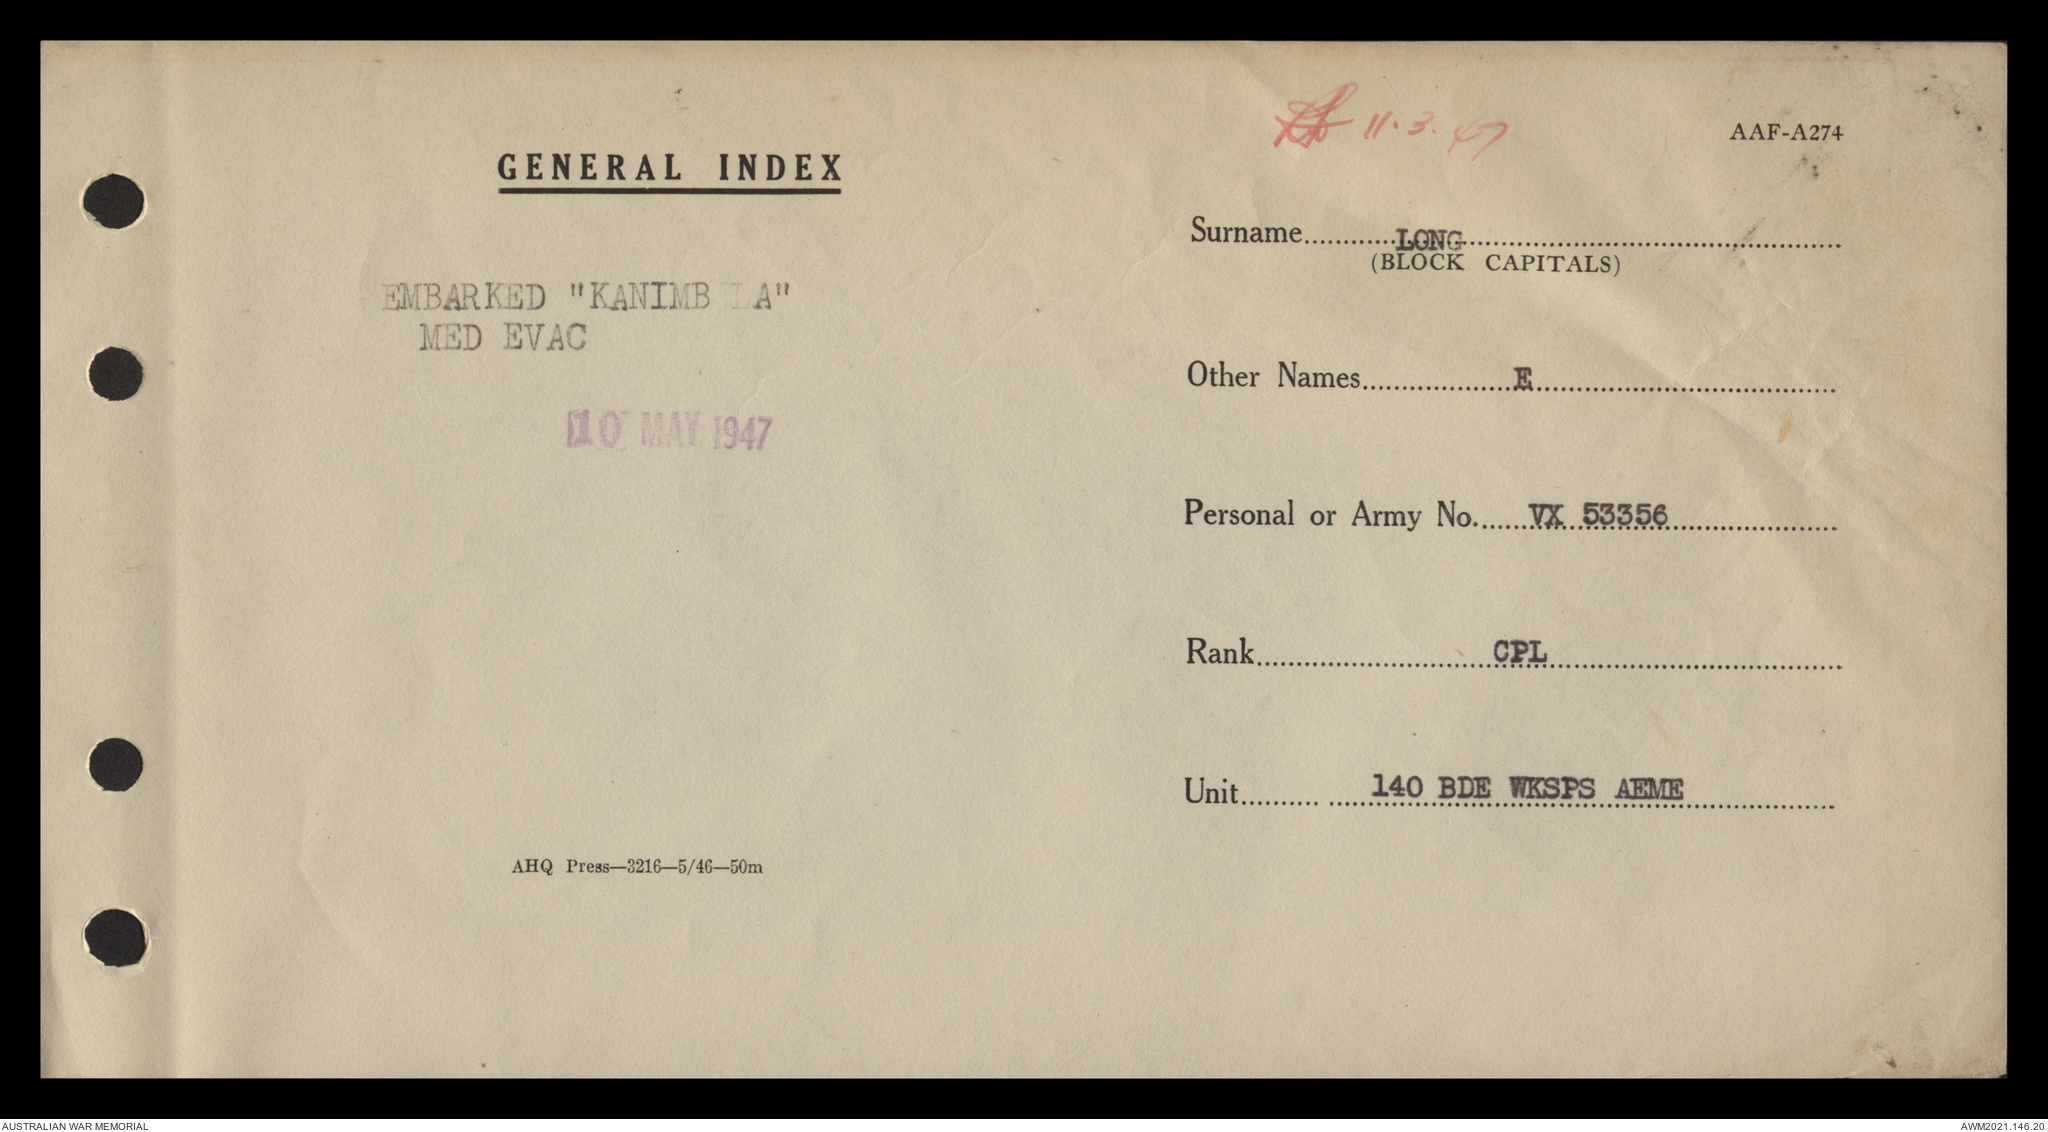 11.3.47
AAF-A274
GENERAL INDEX
EMBARKED "KANIMB LA"
MED EVAC
10 MAY 1947
AHQ Press—3216—5/46—50m
Surname LONG
(BLOCK CAPITALS)
Other Names E
Personal or Army No. VX 53356
Rank CPL
Unit 140 BDE WKSPS AEME
AUSTRALIAN WAR MEMORIAL
AWM2021.146.20